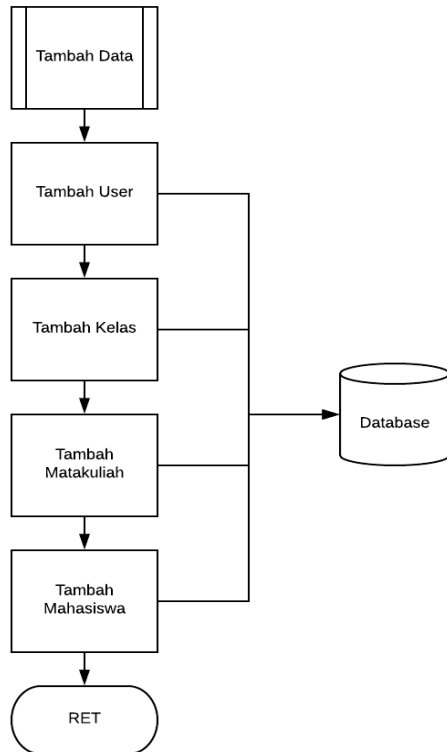 Tambah Data
Tambah User
Tambah Kelas
Database
Tambah
Matakuliah
Tambah
Mahasiswa
RET